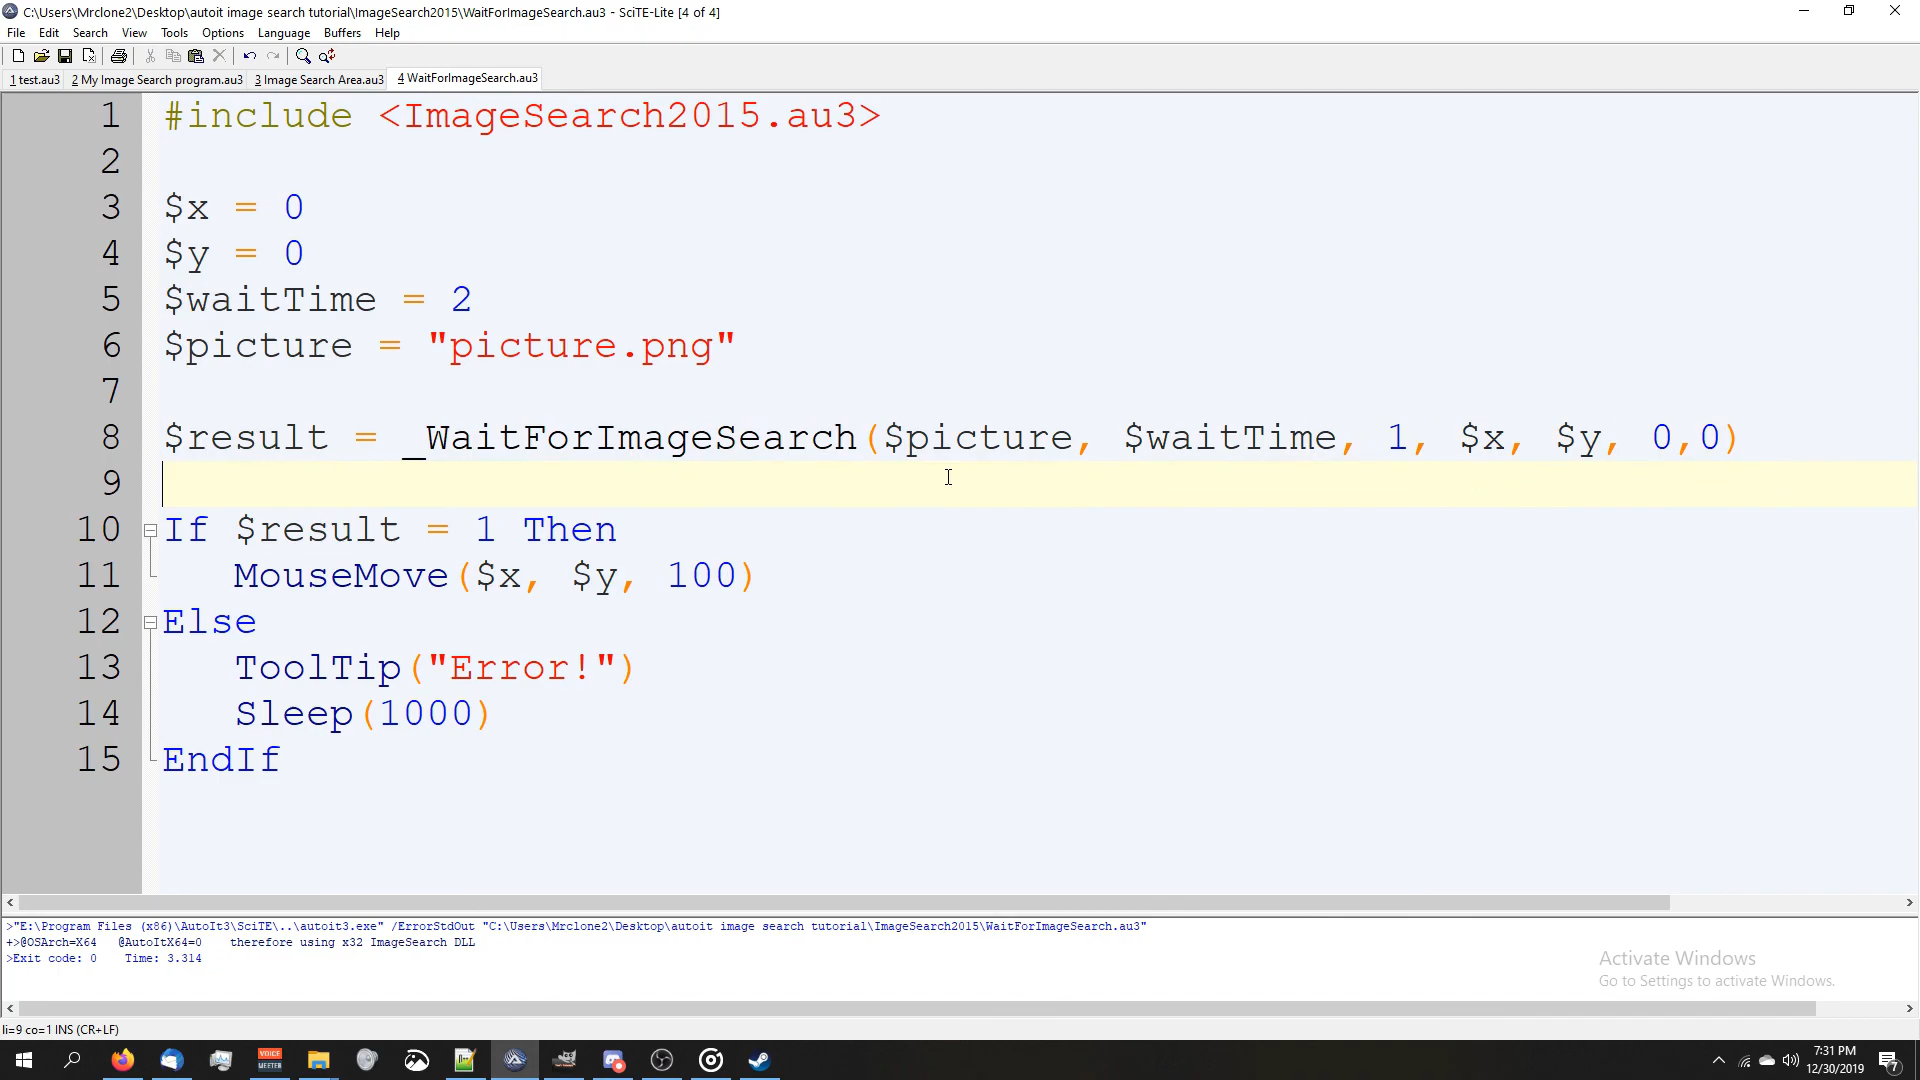 C:\Users\Mrclone2\Desktop\autoit image search tutorial\ImageSearch2015\WaitForImageSearch.au3 - SciTE-Lite [4 of 4]
File Edit Search View Tools Options Language Buffers Help
1 test.au3 2 My Image Search program.au3 3 Image Search Area.au3 4 WaitForImageSearch.au3
1 #include <ImageSearch2015.au3>
2
3 $x = 0
4 $y = 0
5 $waitTime = 2
6 $picture = "picture.png"
7
8 $result = _WaitForImageSearch($picture, $waitTime, 1, $x, $y, 0,0)
9
10 If $result = 1 Then
11 MouseMove($x, $y, 100)
12 Else
13 ToolTip("Error!")
14 Sleep(1000)
15 EndIf
>"E:\Program Files (x86)\AutoIt3\SciTE\..\autoit3.exe" /ErrorStdOut "C:\Users\Mrclone2\Desktop\autoit image search tutorial\ImageSearch2015\WaitForImageSearch.au3"
+>@OSArch=X64 @AutoItX64=0 therefore using x32 ImageSearch DLL
>Exit code: 0 Time: 3.314
Activate Windows
Go to Settings to activate Windows.
li=9 co=1 INS (CR+LF)
VOICE
MEETER
7:31 PM
12/30/2019
7